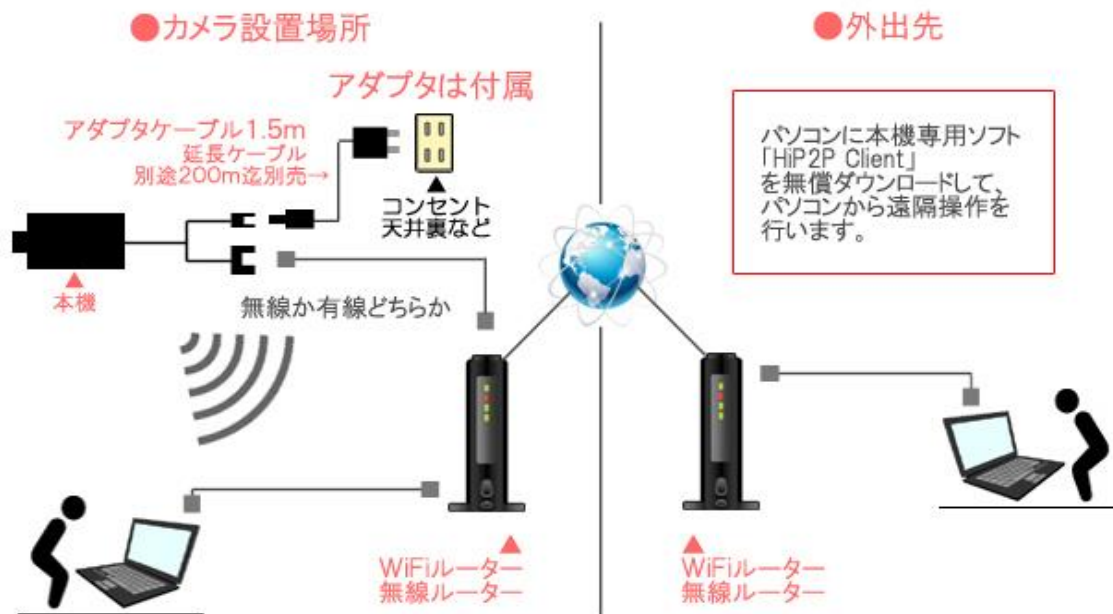 ●カメラ設置場所
アダプタは付属
アダプタケーブル1.5m
延長ケーブル
別途200m迄別売→
▲
コンセント
天井裏など
▲
本機
無線か有線どちらか
▲
WiFiルーター
無線ルーター
●外出先
パソコンに本機専用ソフト
「HiP2P Client」
を無償ダウンロードして、
パソコンから遠隔操作を
行います。
▲
WiFiルーター
無線ルーター